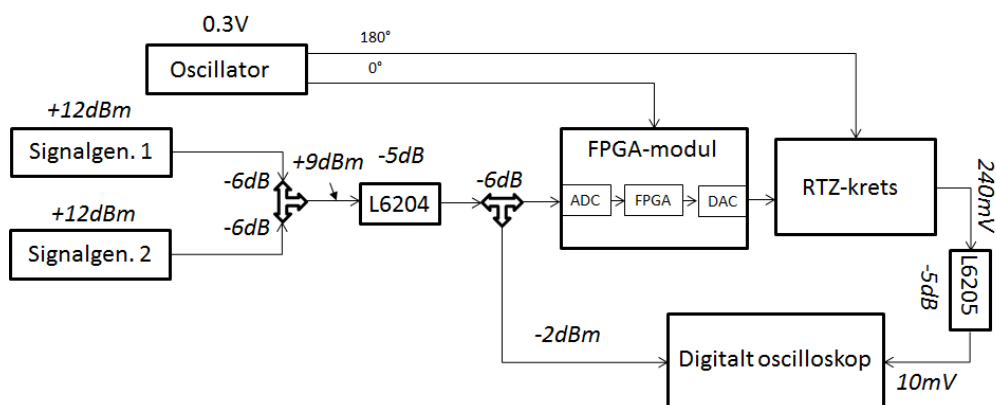 0.3V
Oscillator
180°
0°
+12dBm
Signalgen. 1
-6dB
+9dBm
-5dB
L6204
-6dB
FPGA-modul
ADC
FPGA
DAC
RTZ-krets
240mV
+12dBm
Signalgen. 2
-6dB
L6205
-5dB
-2dBm
Digitalt oscilloskop
10mV